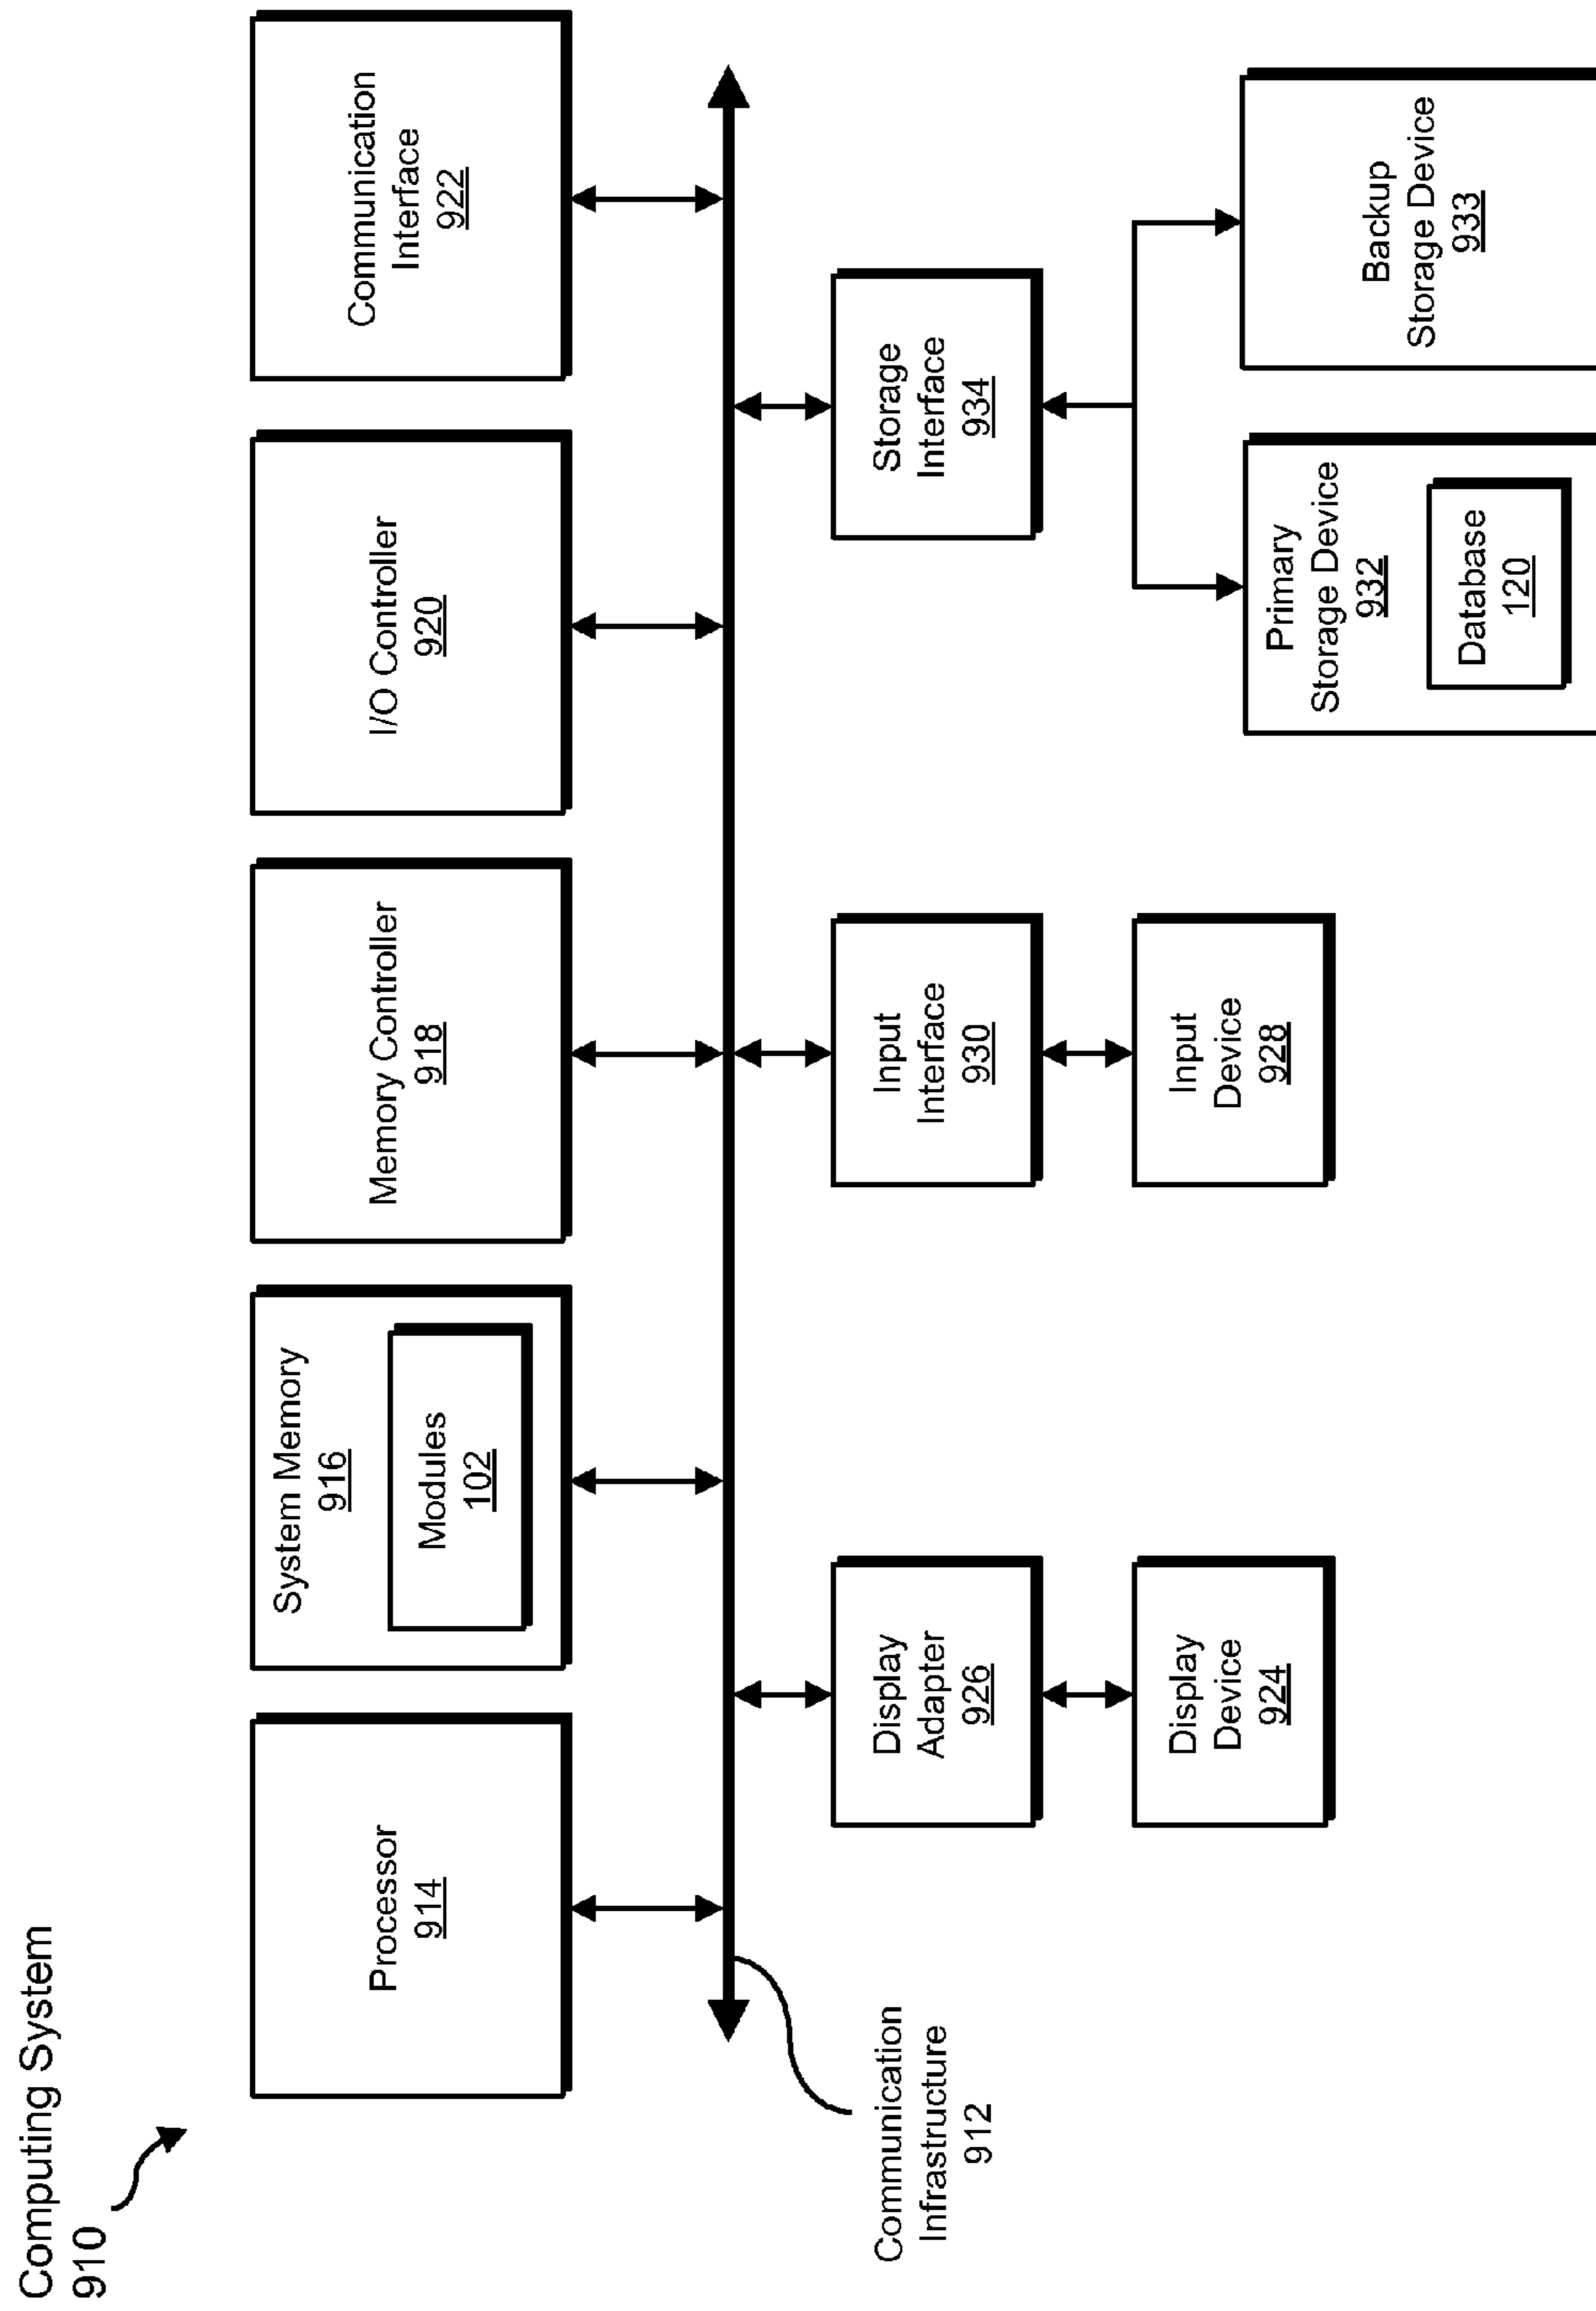 Computing System
910
Processor
914
System Memory
916
Modules
102
Memory Controller
918
I/O Controller
920
Communication
Interface
922
Communication
Infrastructure
912
Display
Adapter
926
Input
Interface
930
Storage
Interface
934
Display
Device
924
Input
Device
928
Primary
Storage Device
932
Database
120
Backup
Storage Device
933